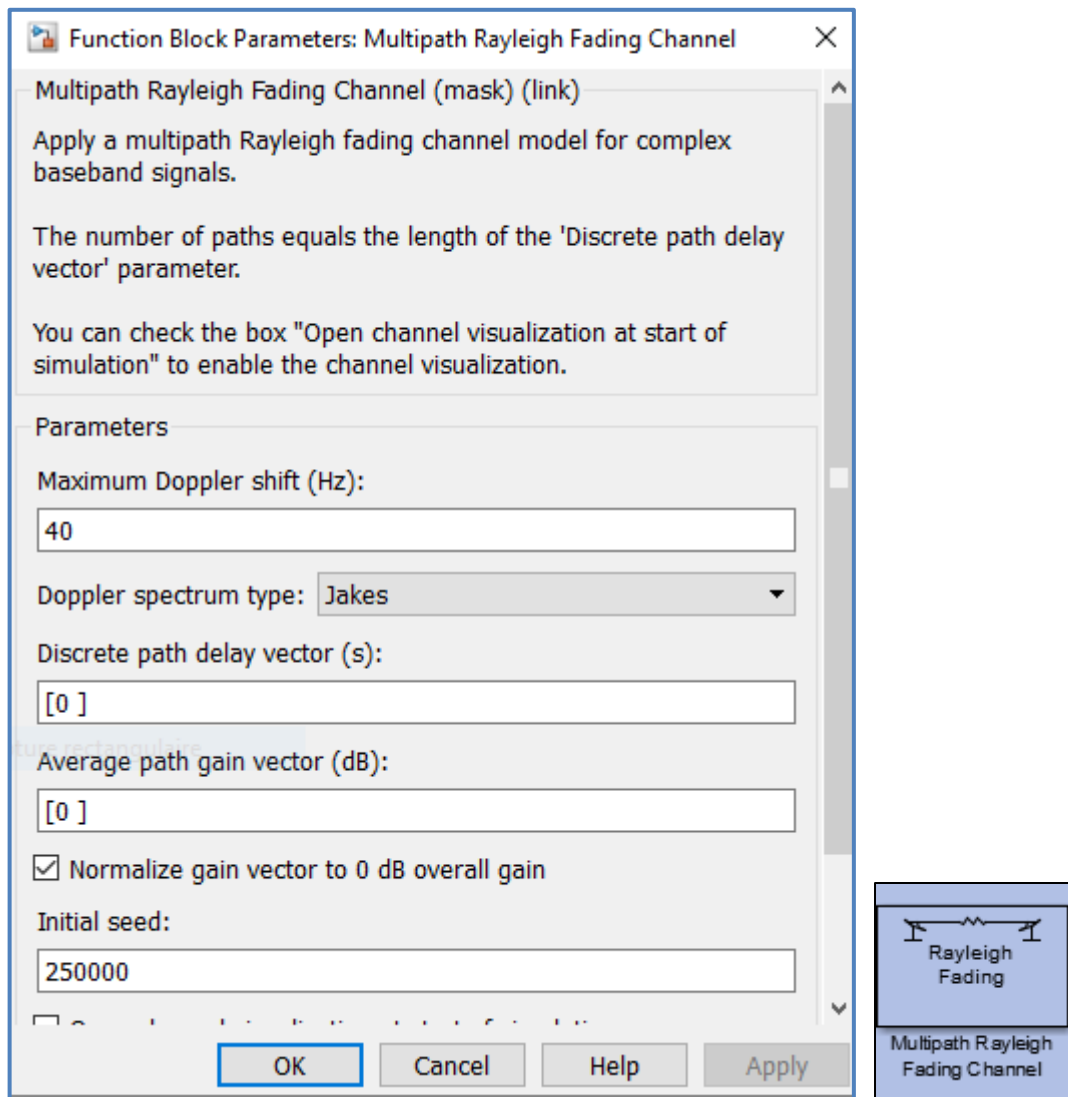 Function Block Parameters: Multipath Rayleigh Fading Channel
Multipath Rayleigh Fading Channel (mask) (link)
Apply a multipath Rayleigh fading channel model for complex
baseband signals.
The number of paths equals the length of the 'Discrete path delay
vector' parameter.
You can check the box "Open channel visualization at start of
simulation" to enable the channel visualization.
Parameters
Maximum Doppler shift (Hz):
40
Doppler spectrum type: Jakes
Discrete path delay vector (s):
[0 ]
ture rectangulaire
Average path gain vector (dB):
[0 ]
Normalize gain vector to 0 dB overall gain
Initial seed:
250000
OK Cancel Help Apply
Rayleigh
Fading
Multipath Rayleigh
Fading Channel